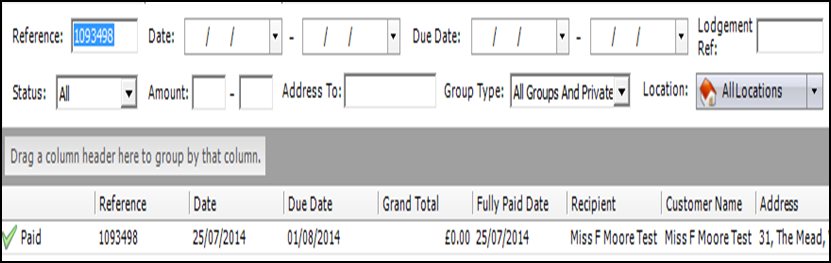 Reference: 1093498 Date: / / - / / Due Date: / / - / / Lodgement Ref:
Status: All Amount: - Address To: Group Type: All Groups And Private Location: All Locations
Drag a column header here to group by that column.
Reference Date Due Date Grand Total Fully Paid Date Recipient Customer Name Address
Paid 1093498 25/07/2014 01/08/2014 £0.00 25/07/2014 Miss F Moore Test Miss F Moore Test 31, The Mead,